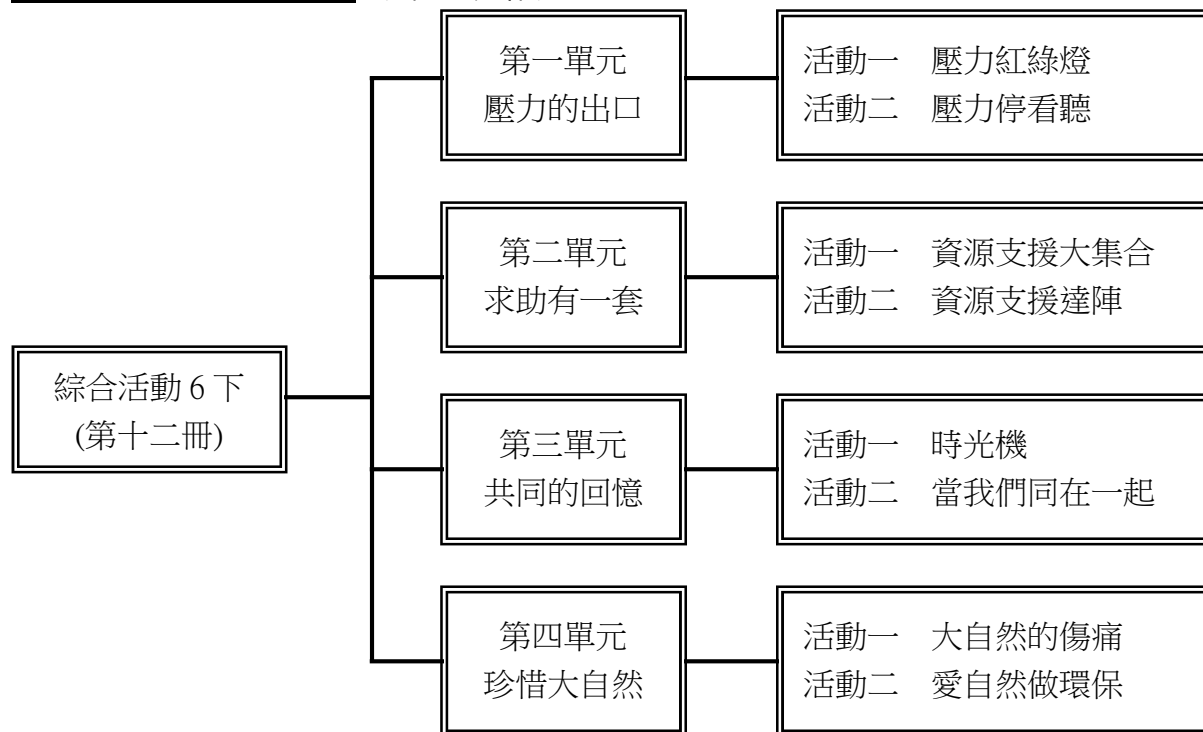 第一單元
壓力的出口
活動一 壓力紅綠燈
活動二 壓力停看聽
第二單元
求助有一套
活動一 資源支援大集合
活動二 資源支援達陣
綜合活動 6 下
(第十二冊)
第三單元
共同的回憶
活動一 時光機
活動二 當我們同在一起
第四單元
珍惜大自然
活動一 大自然的傷痛
活動二 愛自然做環保